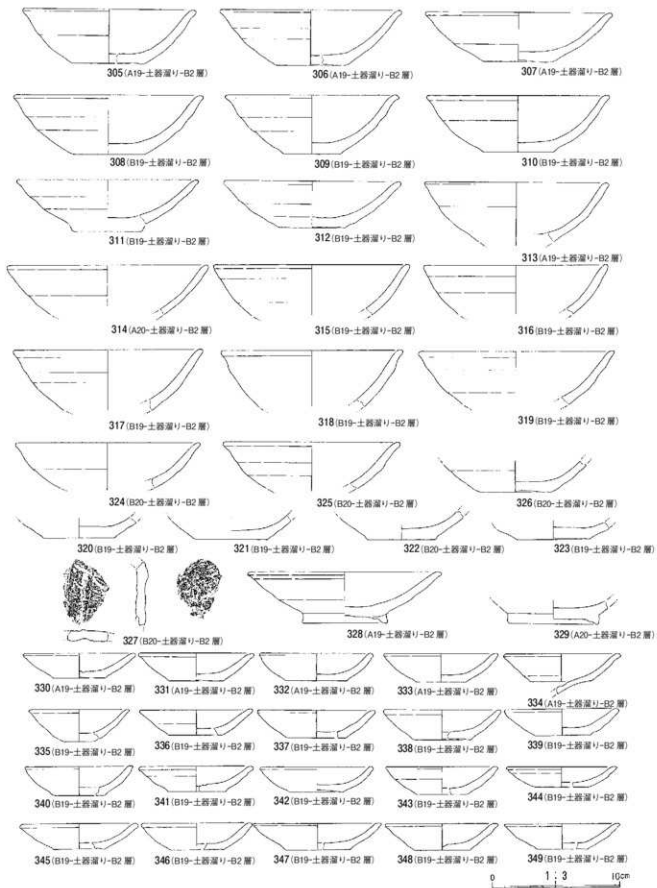 305(A19-土器溜り-B2層)
306(A19-土器溜り-B2層)
307(A19-土器溜り-B2層)
308(B19-土器溜り-B2層)
309(B19-土器溜り-B2層)
310(B19-土器溜り-B2層)
311(B19-土器溜り-B2層)
312(B19-土器溜り-B2層)
313(A19-土器溜り-B2層)
314(A20-土器溜り-B2層)
315(B19-土器溜り-B2層)
316(B19-土器溜り-B2層)
317(B19-土器溜り-B2層)
318(B19-土器溜り-B2層)
319(B19-土器溜り-B2層)
324(B20-土器溜り-B2層)
325(B20-土器溜り-B2層)
326(B20-土器溜り-B2層)
320(B19-土器溜り-B2層)
321(B19-土器溜り-B2層)
322(B20-土器溜り-B2層)
323(B19-土器溜り-B2層)
327(B20-土器溜り-B2層)
328(A19-土器溜り-B2層)
329(A20-土器溜り-B2層)
330(A19-土器溜り-B2層)
331(A19-土器溜り-B2層)
332(A19-土器溜り-B2層)
333(A19-土器溜り-B2層)
334(A19-土器溜り-B2層)
335(B19-土器溜り-B2層)
336(B19-土器溜り-B2層)
337(B19-土器溜り-B2層)
338(B19-土器溜り-B2層)
339(B19-土器溜り-B2層)
340(B19-土器溜り-B2層)
341(B19-土器溜り-B2層)
342(B19-土器溜り-B2層)
343(B19-土器溜り-B2層)
344(B19-土器溜り-B2層)
345(B19-土器溜り-B2層)
346(B19-土器溜り-B2層)
347(B19-土器溜り-B2層)
348(B19-土器溜り-B2層)
349(B19-土器溜り-B2層)
0 1:3 10cm